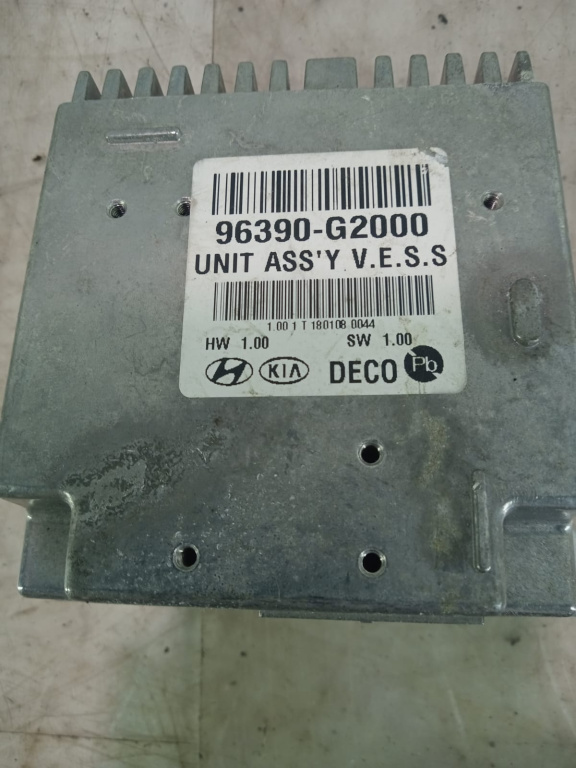 96390-G2000
UNIT ASS'Y V.E.S.S
1.00 1 T 180108 0044
HW 1.00 SW 1.00
KIA DECO Pb